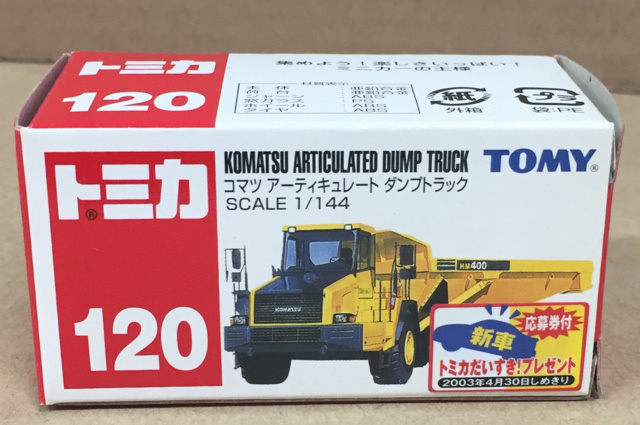 トミカ
120
集めよう!楽しさいっぱい!
ミニカーの王様
材質表示
本体 亜鉛合金
荷台 亜鉛合金
シャーシ ABS
窓ガラス PS
ホイール ABS
タイヤ ABS
紙
外箱
プラ
袋:PE
トミカ®
120
KOMATSU ARTICULATED DUMP TRUCK
コマツ アーティキュレート ダンプトラック
SCALE 1/144
TOMY®
HM400
KOMATSU
応募券付
新車
トミカだいすき!プレゼント
2003年4月30日しめきり